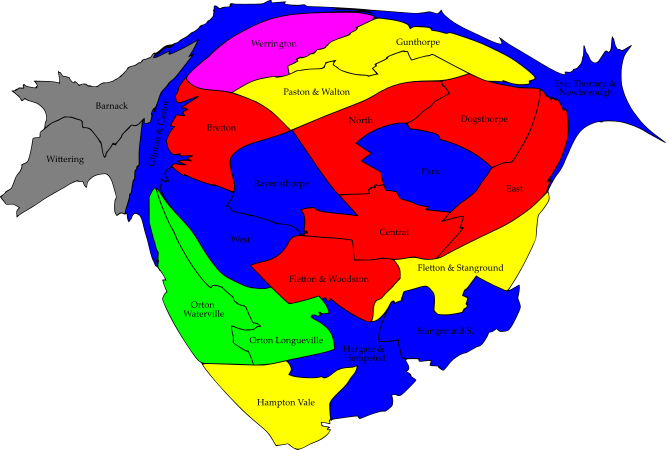 Werrington
Gunthorpe
Eye, Thorney &
Newborough
Paston & Walton
Barnack
Glinton & Castor
Bretton
North
Dogsthorpe
Wittering
Ravensthorpe
Park
East
West
Central
Fletton & Stanground
Fletton & Woodston
Orton
Waterville
Stanground S.
Orton Longueville
Hargate &
Hempsted
Hampton Vale